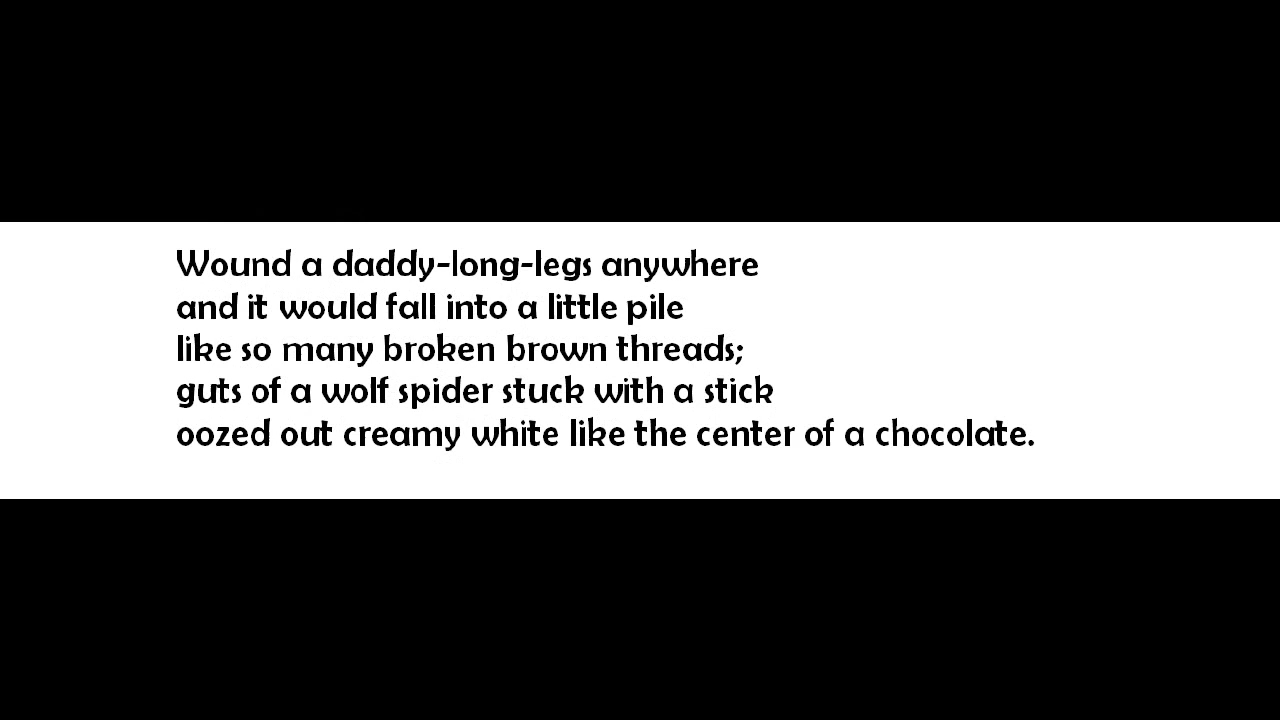 Wound a daddy-long-legs anywhere
and it would fall into a little pile
like so many broken brown threads;
guts of a wolf spider stuck with a stick
oozed out creamy white like the center of a chocolate.